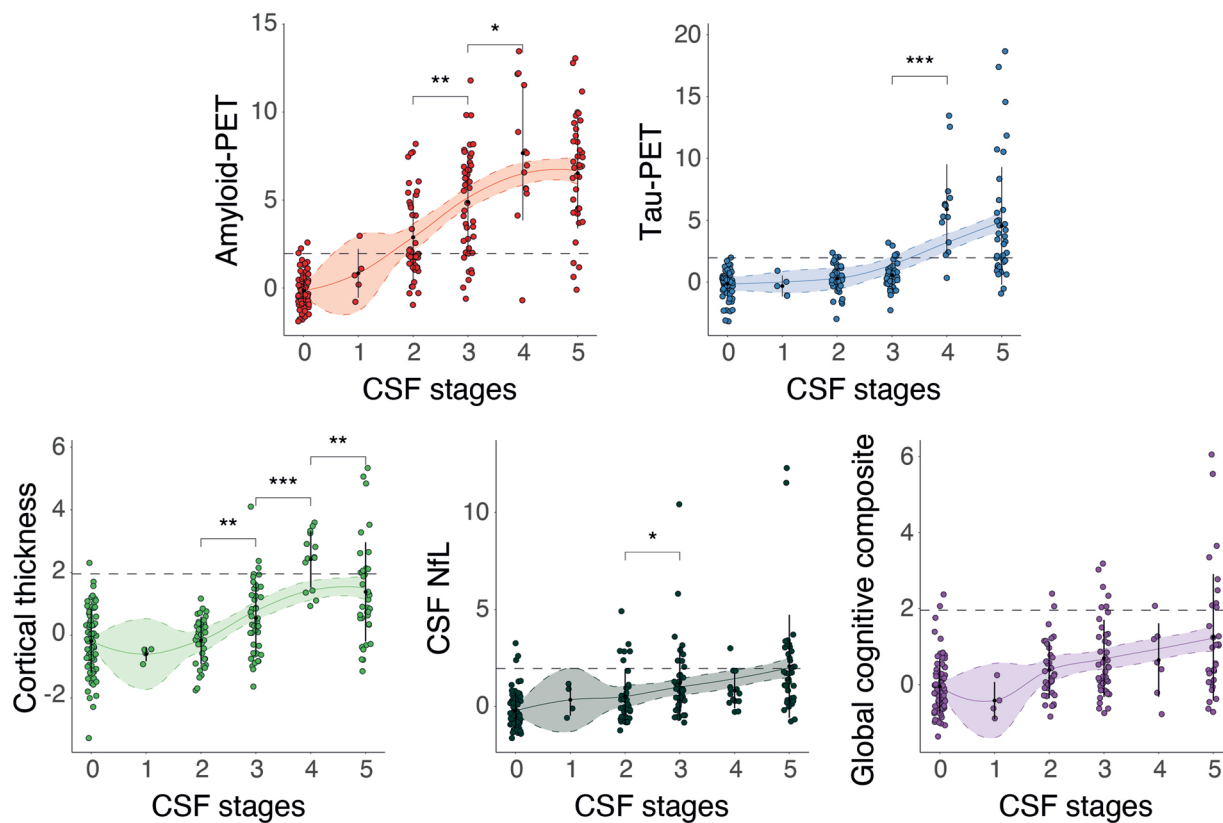 Amyloid-PET
15
10
5
0
*
**
0 1 2 3 4 5
CSF stages
Tau-PET
20
15
10
5
0
***
0 1 2 3 4 5
CSF stages
Cortical thickness
6
4
2
0
-2
**
***
**
0 1 2 3 4 5
CSF stages
CSF NfL
10
5
0
*
0 1 2 3 4 5
CSF stages
Global cognitive composite
6
4
2
0
0 1 2 3 4 5
CSF stages